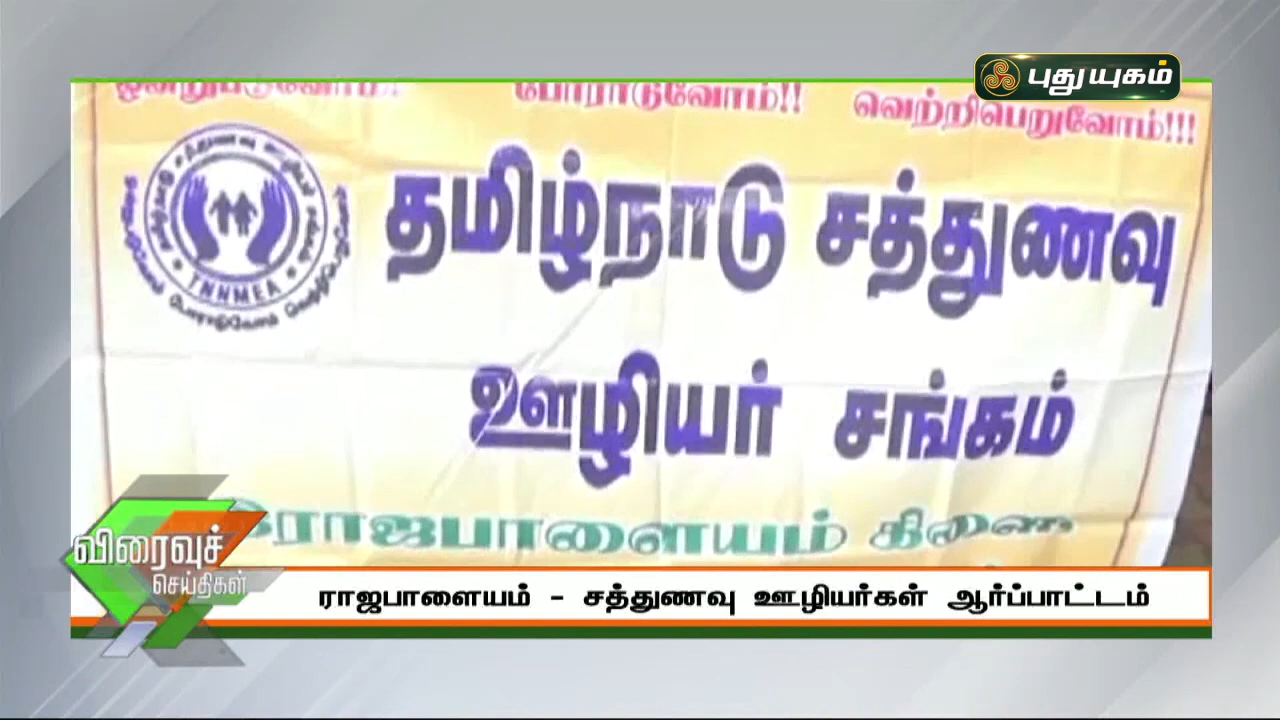 புதுயுகம்
போராடுவோம்!! வெற்றிபெறுவோம்!!!
தமிழ்நாடு சத்துணவு
ஊழியர் சங்கம்
TNNMEA
இராஜபாளையம் கிளை
விரைவுச்
செய்திகள்
ராஜபாளையம் - சத்துணவு ஊழியர்கள் ஆர்ப்பாட்டம்